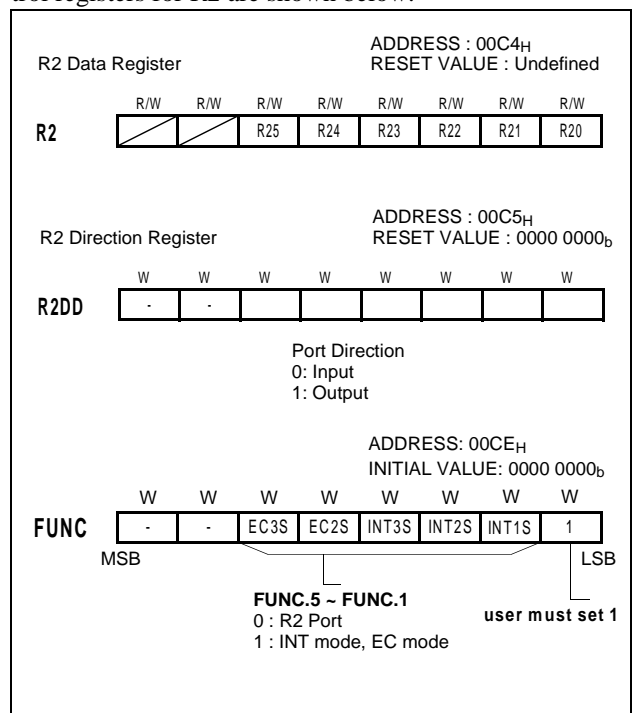 trol registers for R2 are shown below.
ADDRESS : 00C4H
R2 Data Register RESET VALUE : Undefined
R/W R/W R/W R/W R/W R/W R/W R/W
R2 R25 R24 R23 R22 R21 R20
ADDRESS : 00C5H
R2 Direction Register RESET VALUE : 0000 0000b
W W W W W W W W
R2DD - -
Port Direction
0: Input
1: Output
ADDRESS: 00CEH
INITIAL VALUE: 0000 0000b
W W W W W W W W
FUNC - - EC3S EC2S INT3S INT2S INT1S 1
MSB LSB
FUNC.5 ~ FUNC.1 user must set 1
0 : R2 Port
1 : INT mode, EC mode